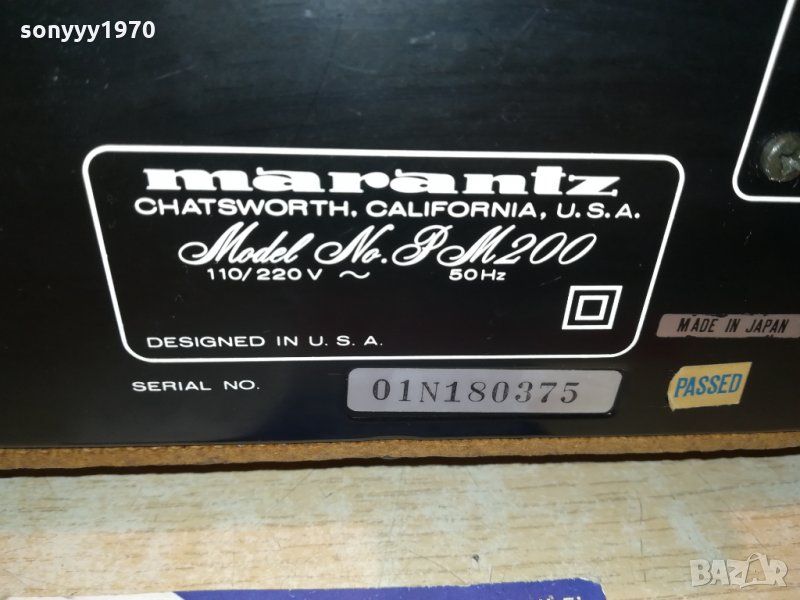 sonyyy1970
marantz
CHATSWORTH, CALIFORNIA, U.S.A.
Model No. PM200
110/220V ~ 50Hz
DESIGNED IN U.S.A.
MADE IN JAPAN
SERIAL NO. 01N180375
PASSED
BAZAR